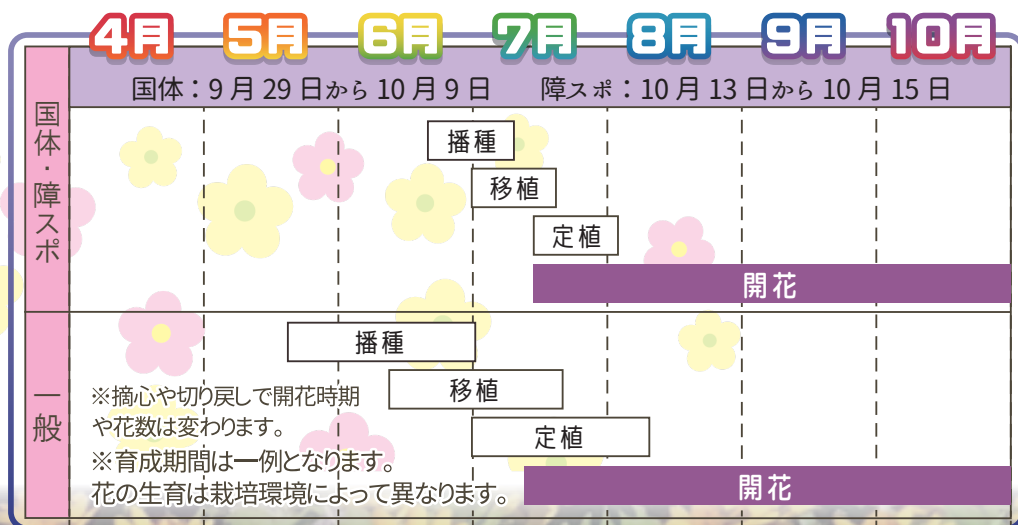 4月 5月 6月 7月 8月 9月 10月
国体：9月29日から10月9日 障スポ：10月13日から10月15日
国体・障スポ
播種
移植
定植
開花
一般
播種
移植
定植
開花
※摘心や切り戻しで開花時期
や花数は変わります。
※育成期間は一例となります。
花の生育は栽培環境によって異なります。